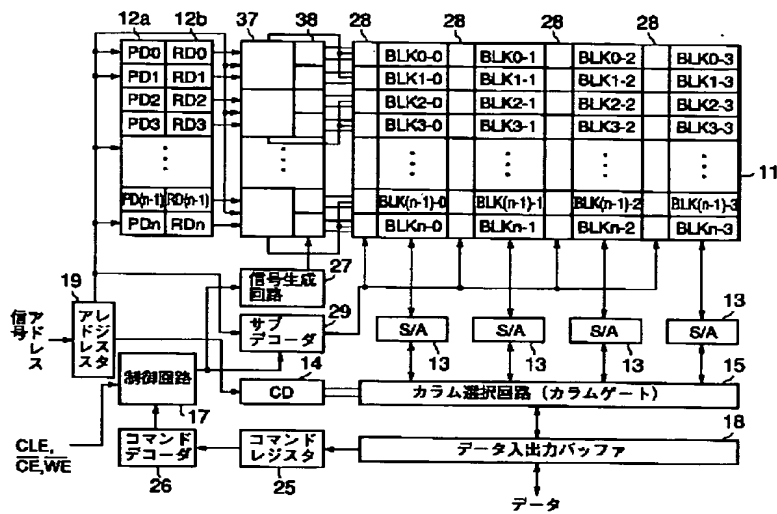 12a 12b 37 38 28 28 28 28
PD0 RD0 BLK0-0 BLK0-1 BLK0-2 BLK0-3
PD1 RD1 BLK1-0 BLK1-1 BLK1-2 BLK1-3
PD2 RD2 BLK2-0 BLK2-1 BLK2-2 BLK2-3
PD3 RD3 BLK3-0 BLK3-1 BLK3-2 BLK3-3
11
PD(n-1) RD(n-1) BLK(n-1)-0 BLK(n-1)-1 BLK(n-1)-2 BLK(n-1)-3
PDn RDn BLKn-0 BLKn-1 BLKn-2 BLKn-3
27
信号生成
回路
19
アドレス
信号
アドレス
レジスタ
29
サブ
デコーダ
13
S/A S/A S/A S/A
13 13 13
制御回路
17
14
CD
15
カラム選択回路 (カラムゲート)
CLE,
CE,WE
コマンド
デコーダ
26
コマンド
レジスタ
25
18
データ入出力バッファ
データ